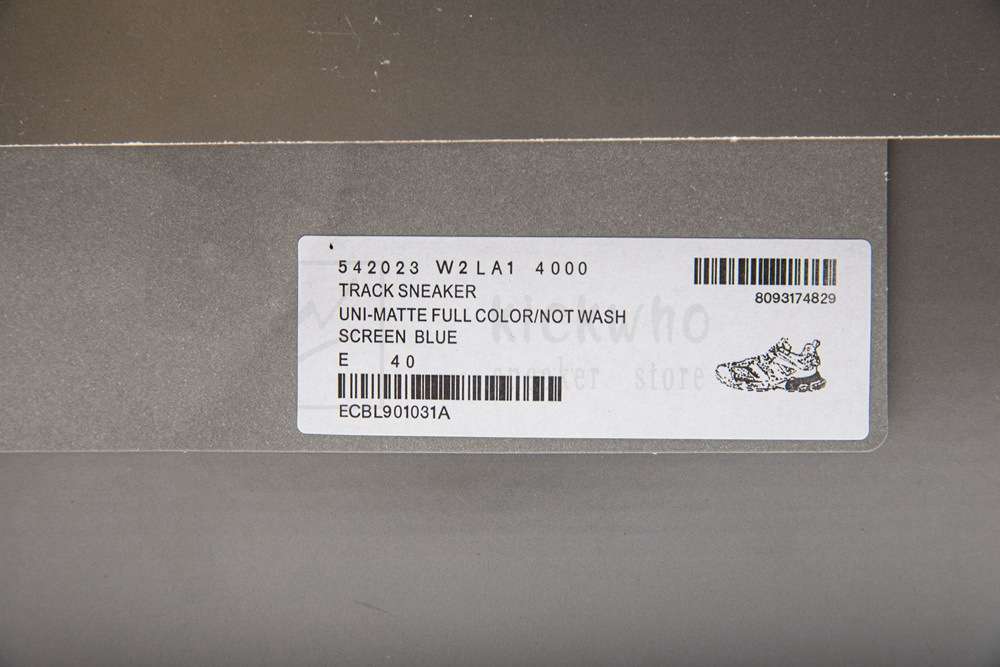 542023 W2LA1 4000
TRACK SNEAKER
UNI-MATTE FULL COLOR/NOT WASH
SCREEN BLUE
E 40
ECBL901031A
8093174829
kickwho
sneaker store